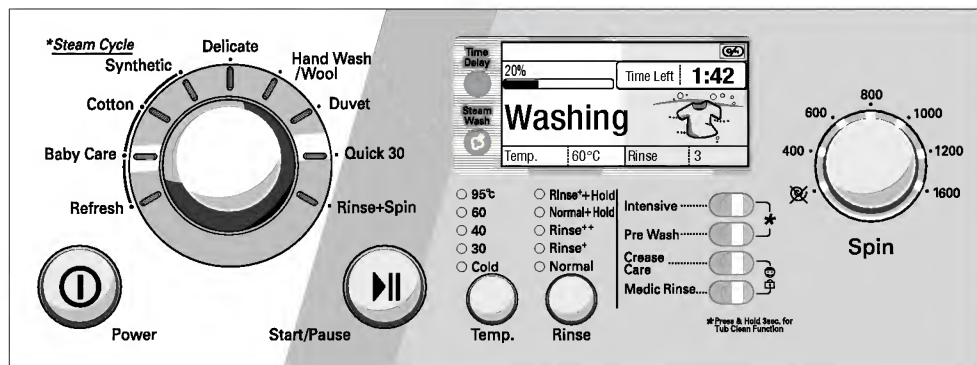 *Steam Cycle
Delicate
Synthetic
Hand Wash
/Wool
Cotton
Duvet
Baby Care
Quick 30
Refresh
Rinse+Spin
Power
Start/Pause
Time
Delay
Steam
Wash
20%
Time Left
1:42
Washing
Temp.
60°C
Rinse
3
95℃
60
40
30
Cold
Temp.
Rinse⁺+Hold
Normal+Hold
Rinse⁺⁺
Rinse⁺
Normal
Rinse
Intensive
*
Pre Wash
Crease
Care
Medic Rinse
*Press & Hold 3sec. for
Tub Clean Function
400
600
800
1000
1200
1600
Spin